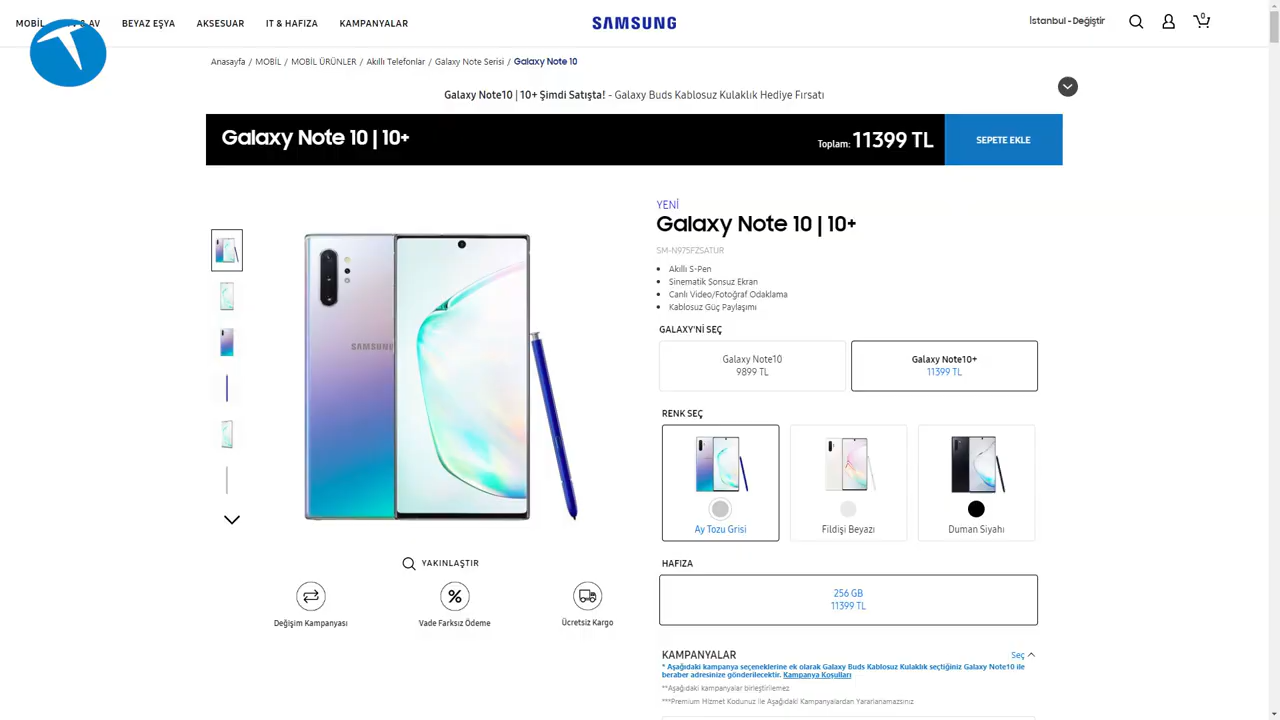 MOBİL
AV
BEYAZ EŞYA
AKSESUAR
IT & HAFIZA
KAMPANYALAR
SAMSUNG
İstanbul - Değiştir
0
Anasayfa / MOBİL / MOBİL ÜRÜNLER / Akıllı Telefonlar / Galaxy Note Serisi / Galaxy Note 10
Galaxy Note10 | 10+ Şimdi Satışta! - Galaxy Buds Kablosuz Kulaklık Hediye Fırsatı
Galaxy Note 10 | 10+
Toplam: 11399 TL
SEPETE EKLE
YENİ
Galaxy Note 10 | 10+
SM-N975FZSATUR
• Akıllı S-Pen
• Sinematik Sonsuz Ekran
• Canlı Video/Fotoğraf Odaklama
• Kablosuz Güç Paylaşımı
GALAXY'Nİ SEÇ
Galaxy Note10
9899 TL
Galaxy Note10+
11399 TL
RENK SEÇ
Ay Tozu Grisi
Fildişi Beyazı
Duman Siyahı
HAFIZA
256 GB
11399 TL
SAMSUNG
YAKINLAŞTIR
Değişim Kampanyası
%
Vade Farksız Ödeme
Ücretsiz Kargo
KAMPANYALAR
Seç
* Aşağıdaki kampanya seçeneklerine ek olarak Galaxy Buds Kablosuz Kulaklık seçtiğiniz Galaxy Note10 ile
beraber adresinize gönderilecektir. Kampanya Koşulları
**Aşağıdaki kampanyalar birleştirilemez
***Premium Hizmet Kodunuz ile Aşağıdaki Kampanyalardan Yararlanamazsınız